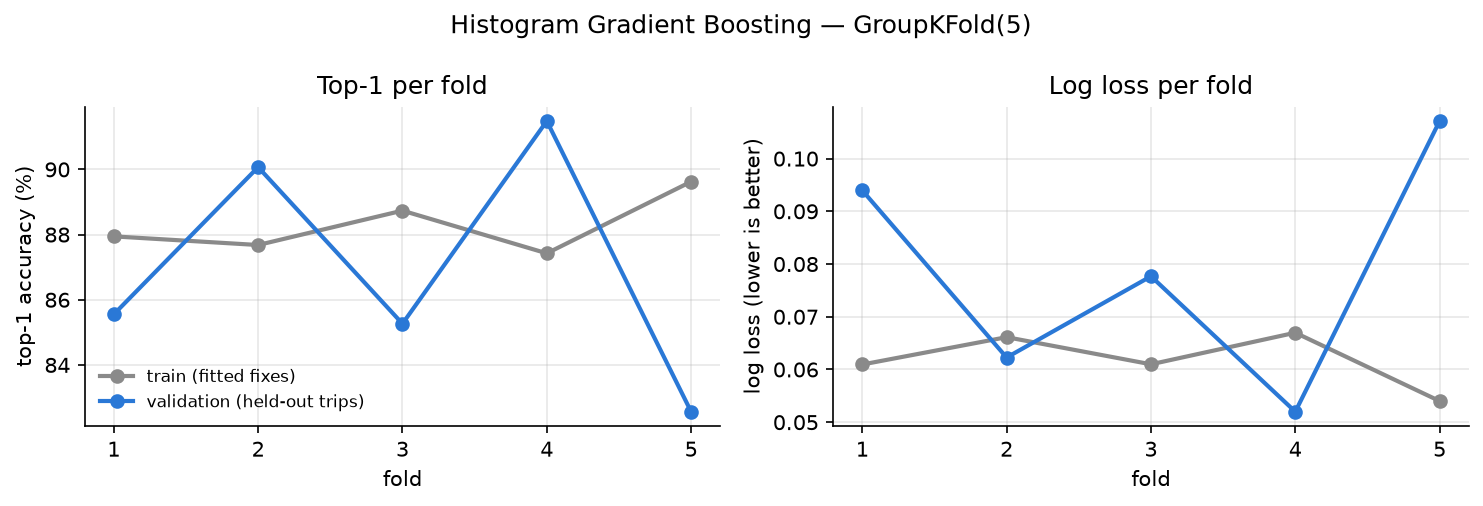 Histogram Gradient Boosting — GroupKFold(5)
Top-1 per fold
top-1 accuracy (%)
90
88
86
84
train (fitted fixes)
validation (held-out trips)
1 2 3 4 5
fold
Log loss per fold
log loss (lower is better)
0.10
0.09
0.08
0.07
0.06
0.05
1 2 3 4 5
fold